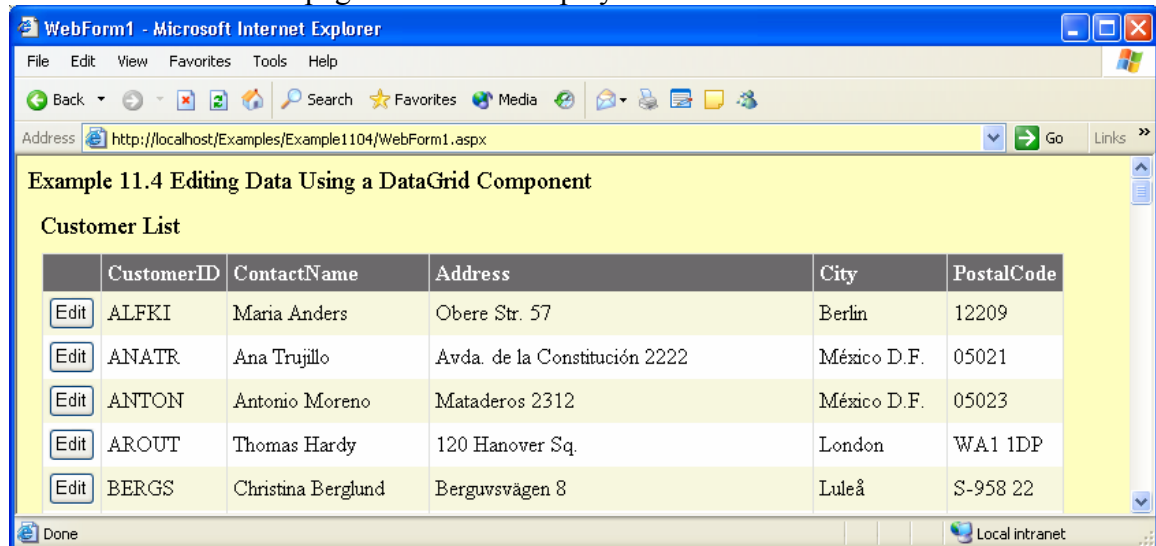 WebForm1 - Microsoft Internet Explorer
File Edit View Favorites Tools Help
Back Search Favorites Media
Address http://localhost/Examples/Example1104/WebForm1.aspx Go Links »
Example 11.4 Editing Data Using a DataGrid Component
Customer List
CustomerID ContactName Address City PostalCode
Edit ALFKI Maria Anders Obere Str. 57 Berlin 12209
Edit ANATR Ana Trujillo Avda. de la Constitución 2222 México D.F. 05021
Edit ANTON Antonio Moreno Mataderos 2312 México D.F. 05023
Edit AROUT Thomas Hardy 120 Hanover Sq. London WA1 1DP
Edit BERGS Christina Berglund Berguvsvägen 8 Luleå S-958 22
Done Local intranet